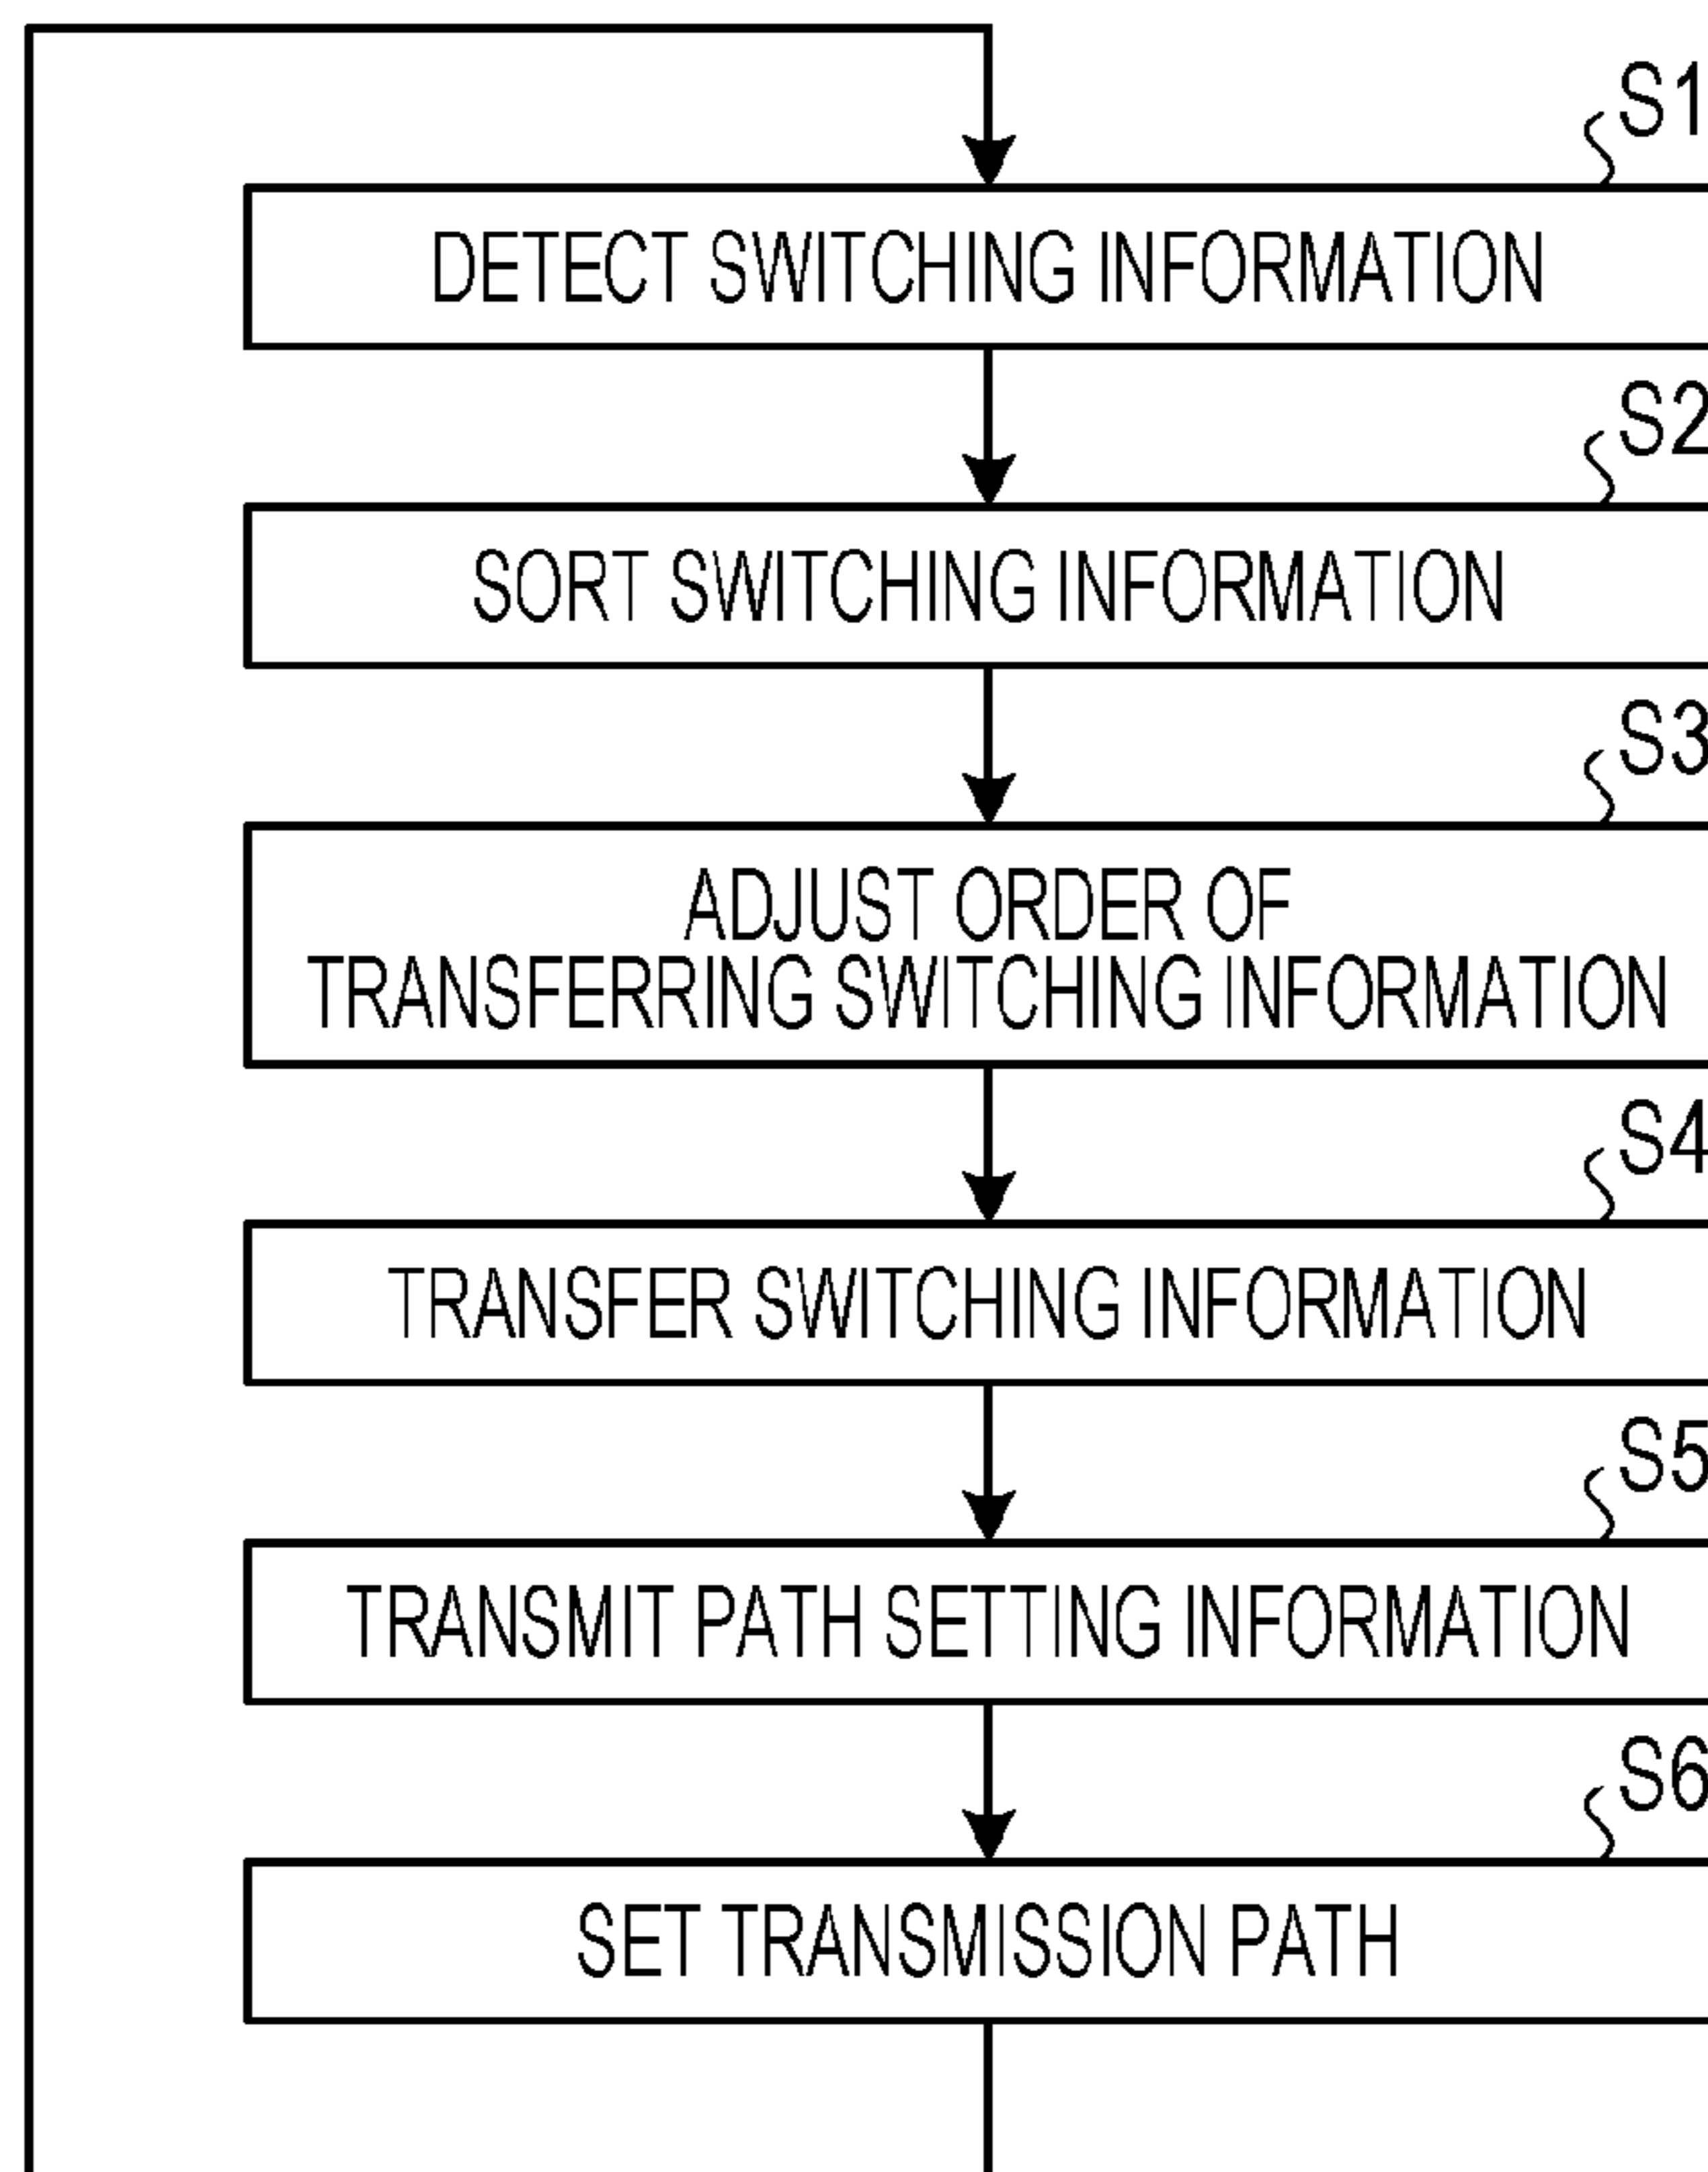 S1
DETECT SWITCHING INFORMATION
S2
SORT SWITCHING INFORMATION
S3
ADJUST ORDER OF
TRANSFERRING SWITCHING INFORMATION
S4
TRANSFER SWITCHING INFORMATION
S5
TRANSMIT PATH SETTING INFORMATION
S6
SET TRANSMISSION PATH